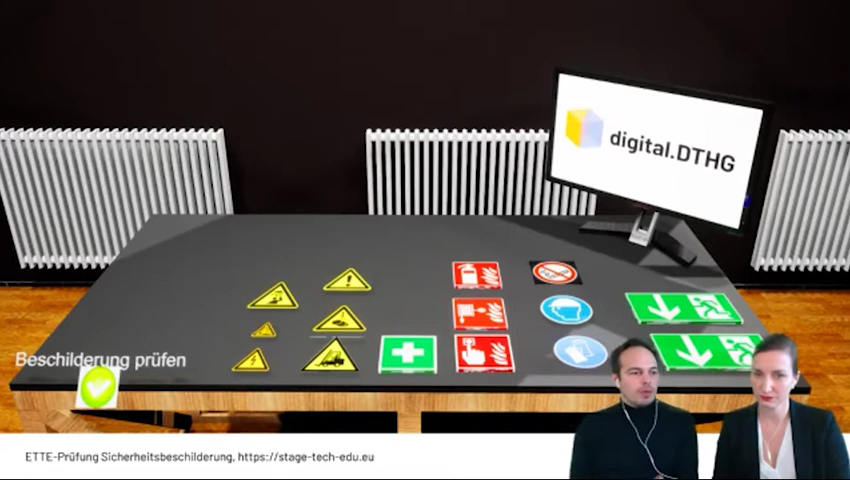 digital.DTHG
Beschilderung prüfen
ETTE-Prüfung Sicherheitsbeschilderung, https://stage-tech-edu.eu